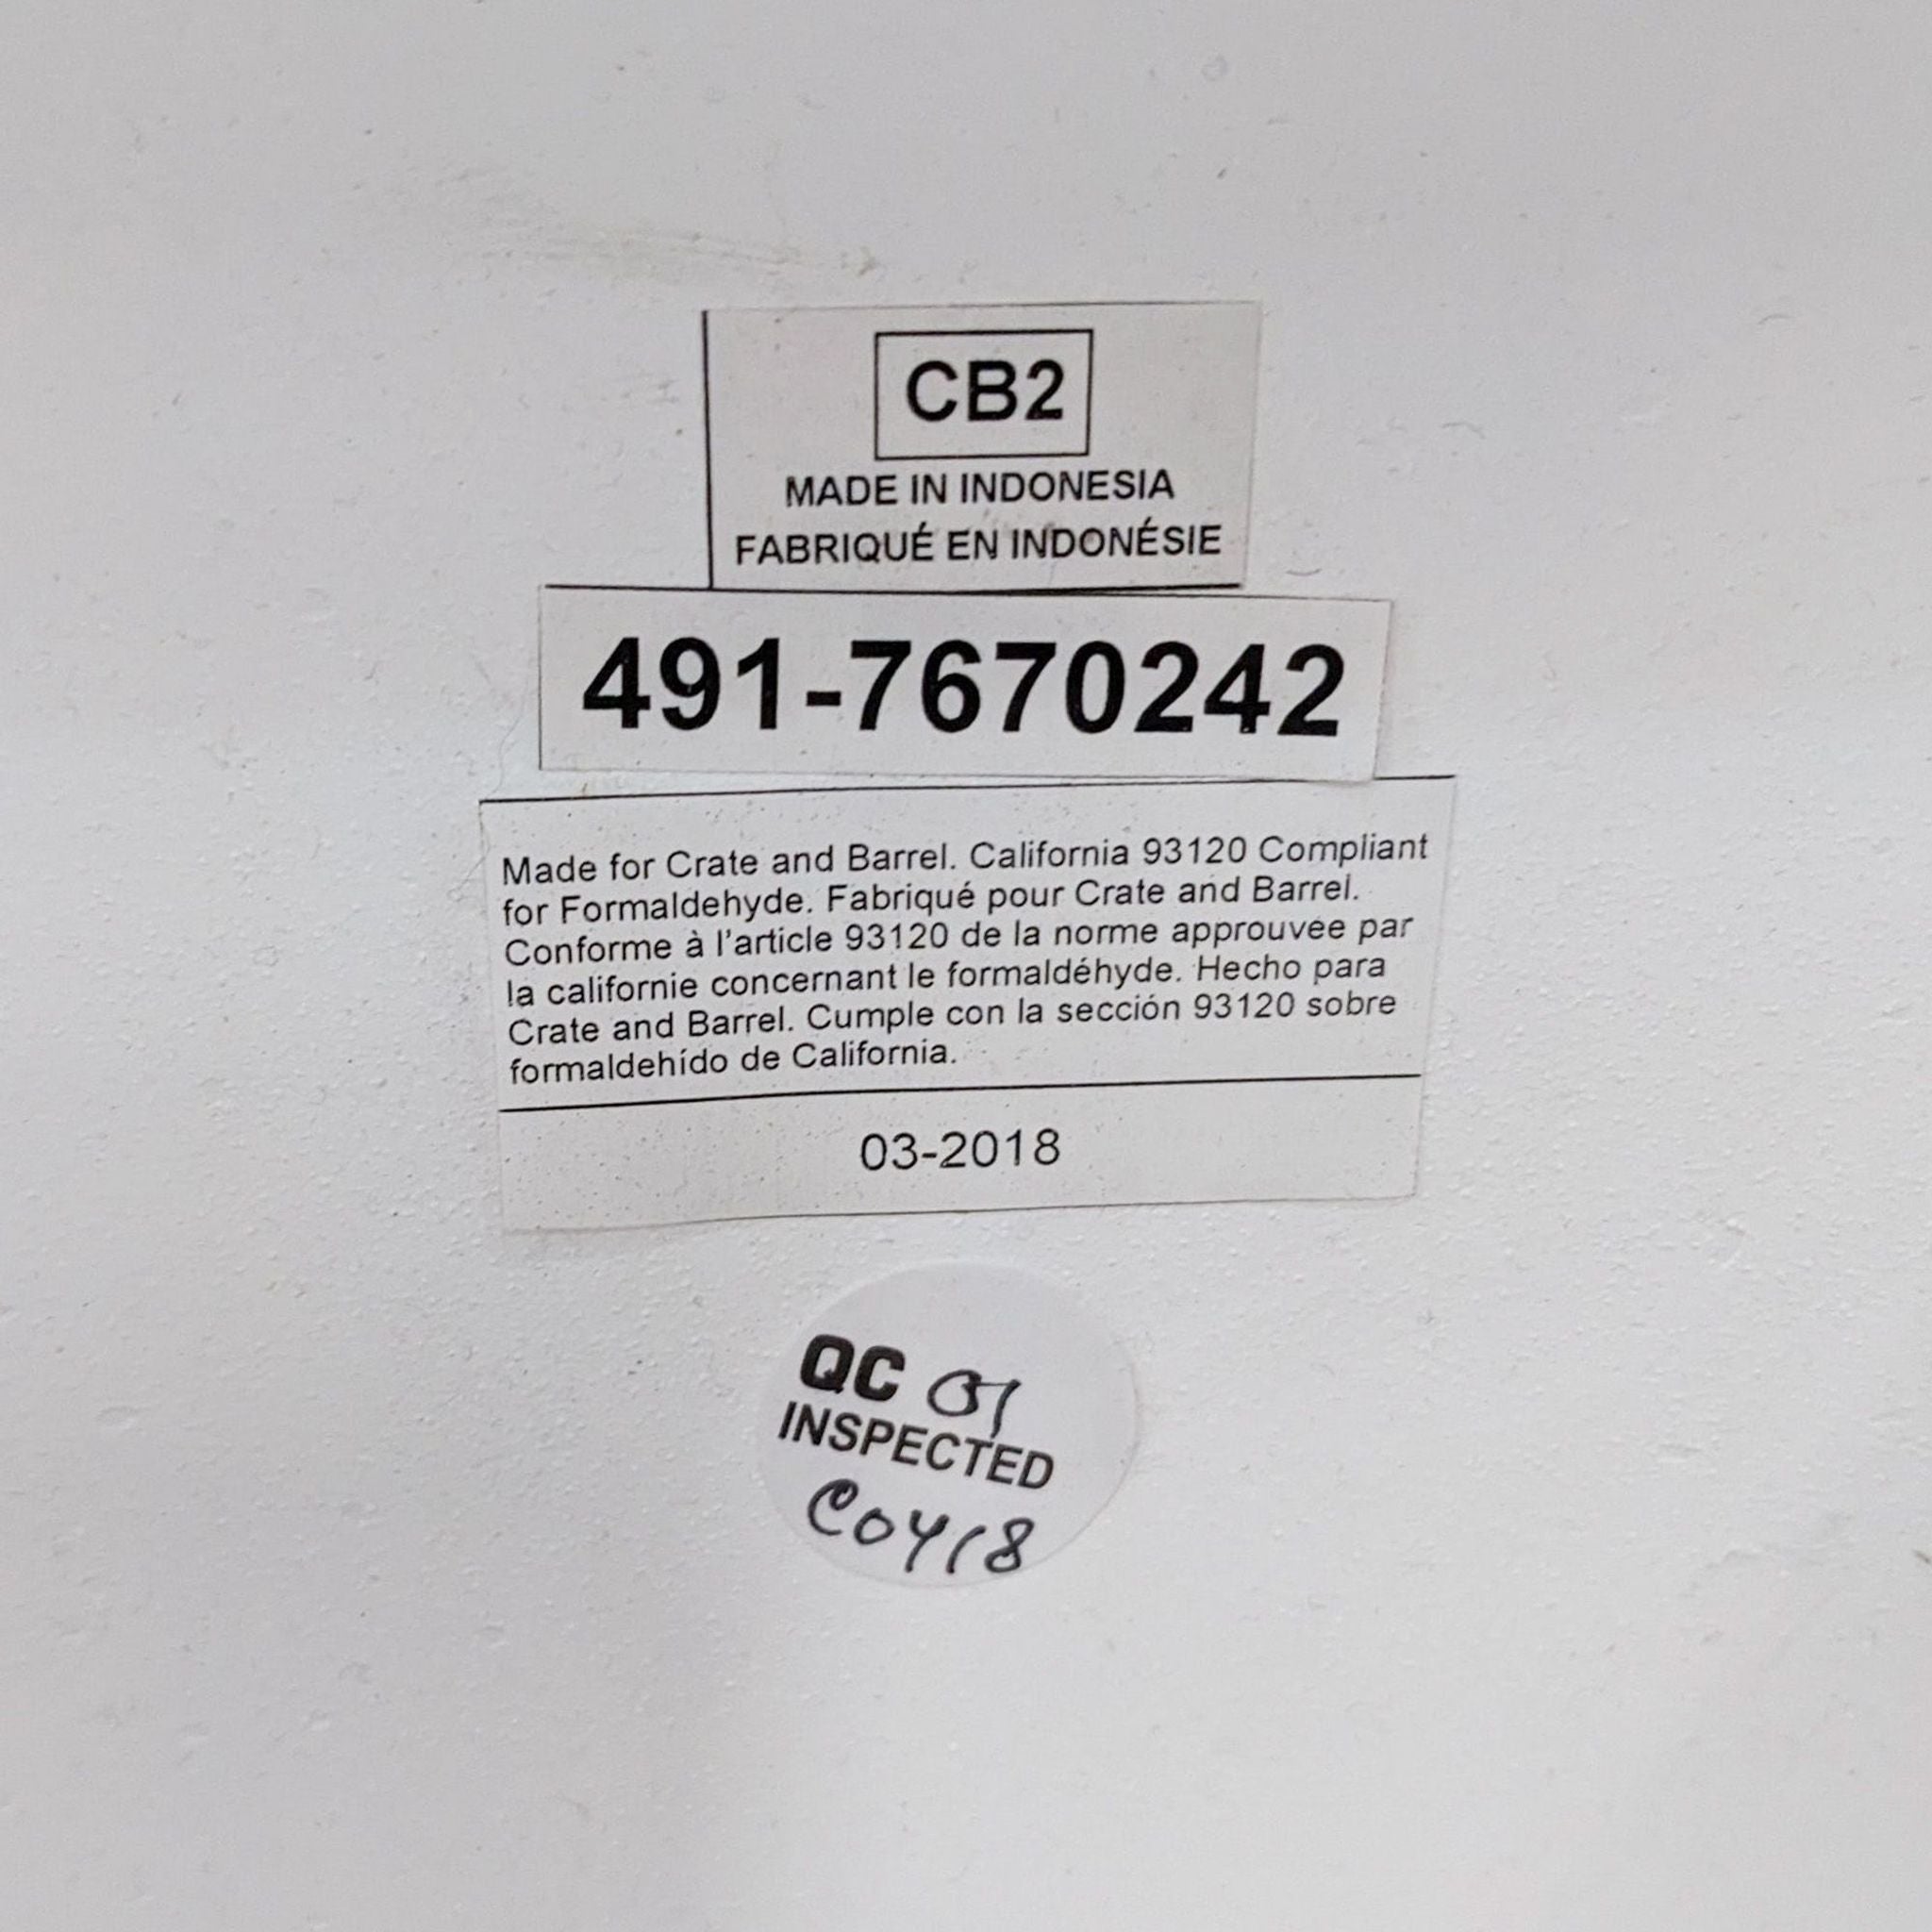 CB2
MADE IN INDONESIA
FABRIQUÉ EN INDONÉSIE
491-7670242
Made for Crate and Barrel. California 93120 Compliant
for Formaldehyde. Fabriqué pour Crate and Barrel.
Conforme à l'article 93120 de la norme approuvée par
la californie concernant le formaldéhyde. Hecho para
Crate and Barrel. Cumple con la sección 93120 sobre
formaldehído de California.
03-2018
QC
INSPECTED
C0418